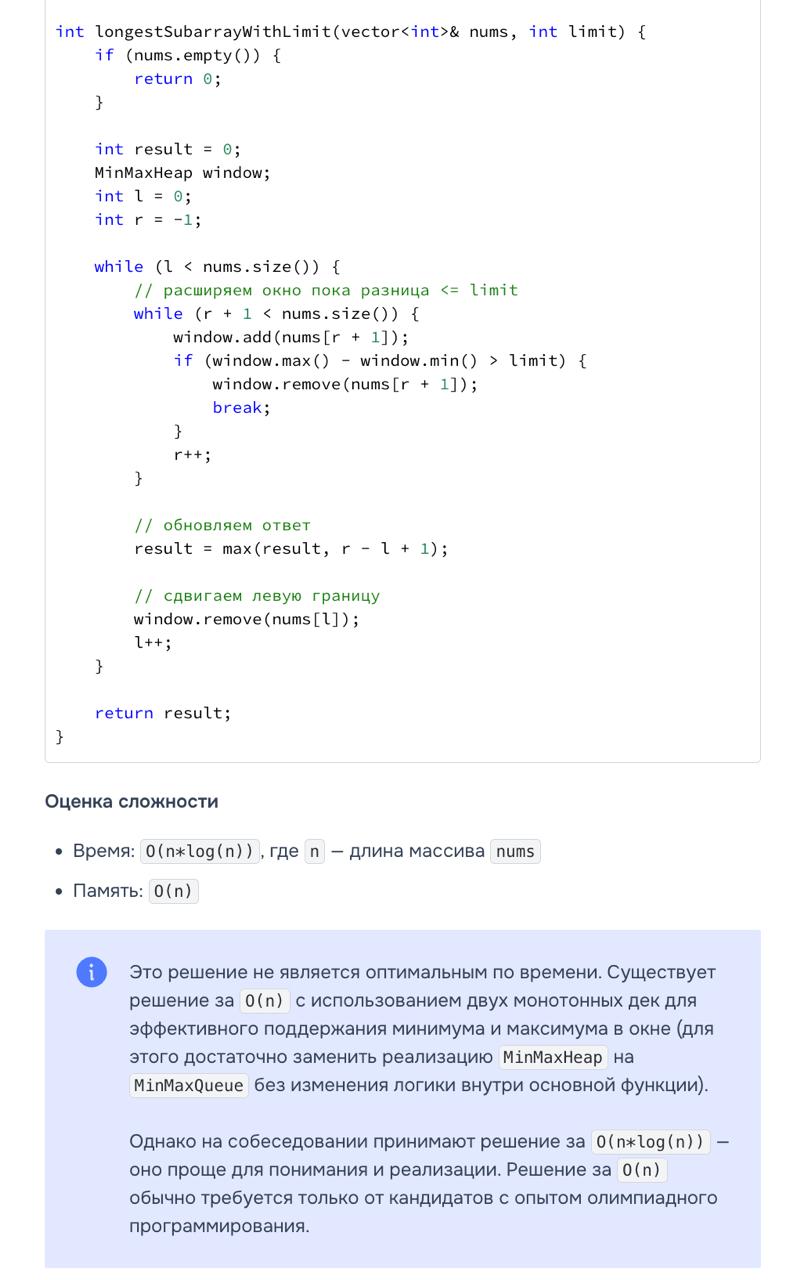 int longestSubarrayWithLimit(vector<int>& nums, int limit) {
    if (nums.empty()) {
        return 0;
    }

    int result = 0;
    MinMaxHeap window;
    int l = 0;
    int r = -1;

    while (l < nums.size()) {
        // расширяем окно пока разница <= limit
        while (r + 1 < nums.size()) {
            window.add(nums[r + 1]);
            if (window.max() - window.min() > limit) {
                window.remove(nums[r + 1]);
                break;
            }
            r++;
        }

        // обновляем ответ
        result = max(result, r - l + 1);

        // сдвигаем левую границу
        window.remove(nums[l]);
        l++;
    }

    return result;
}
Оценка сложности
• Время: O(n*log(n)), где n — длина массива nums
• Память: O(n)
i
Это решение не является оптимальным по времени. Существует
решение за O(n) с использованием двух монотонных дек для
эффективного поддержания минимума и максимума в окне (для
этого достаточно заменить реализацию MinMaxHeap на
MinMaxQueue без изменения логики внутри основной функции).
Однако на собеседовании принимают решение за O(n*log(n)) —
оно проще для понимания и реализации. Решение за O(n)
обычно требуется только от кандидатов с опытом олимпиадного
программирования.